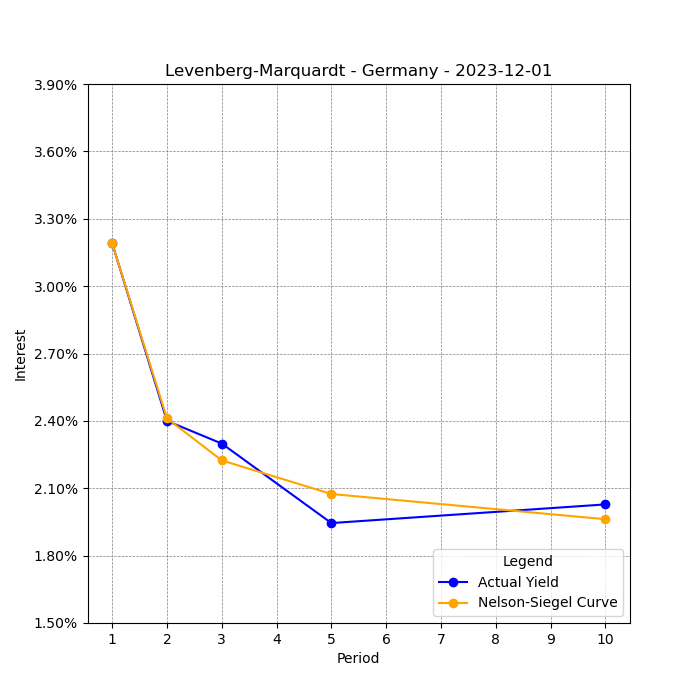 Levenberg-Marquardt - Germany - 2023-12-01
3.90%
3.60%
3.30%
3.00%
2.70%
2.40%
2.10%
1.80%
1.50%
Interest
1 2 3 4 5 6 7 8 9 10
Period
Legend
Actual Yield
Nelson-Siegel Curve